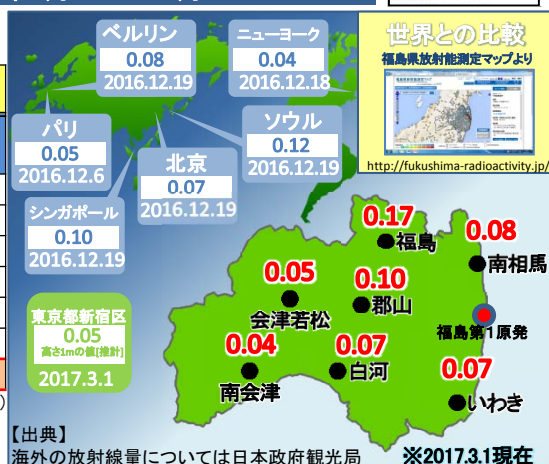 世界との比較
福島県放射能測定マップより
http://fukushima-radioactivity.jp/
ベルリン
0.08
2016.12.19
ニューヨーク
0.04
2016.12.18
パリ
0.05
2016.12.6
北京
0.07
2016.12.19
ソウル
0.12
2016.12.19
シンガポール
0.10
2016.12.19
東京都新宿区
0.05
高さ1mの値[推計]
2017.3.1
0.17
福島
0.08
南相馬
0.05
会津若松
0.10
郡山
福島第1原発
0.04
南会津
0.07
白河
0.07
いわき
【出典】
海外の放射線量については日本政府観光局
※2017.3.1現在